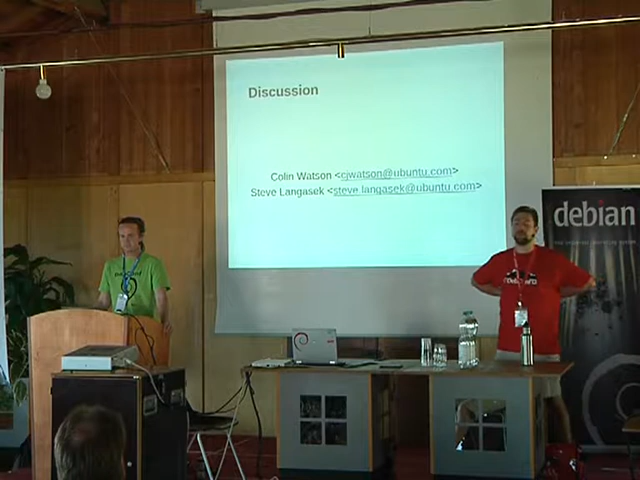 Discussion
Colin Watson <cjwatson@ubuntu.com>
Steve Langasek <steve.langasek@ubuntu.com>
debian